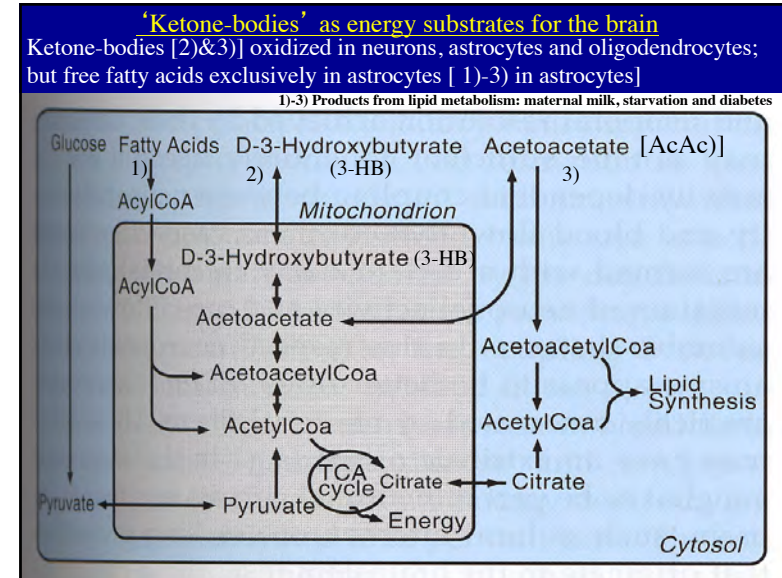 ‘Ketone-bodies’ as energy substrates for the brain
Ketone-bodies [2)&3)] oxidized in neurons, astrocytes and oligodendrocytes;
but free fatty acids exclusively in astrocytes [ 1)-3) in astrocytes]
1)-3) Products from lipid metabolism: maternal milk, starvation and diabetes
Glucose Fatty Acids D-3-Hydroxybutyrate Acetoacetate [AcAc)]
1) 2) (3-HB) 3)
AcylCoA
Mitochondrion
D-3-Hydroxybutyrate (3-HB)
AcylCoA
Acetoacetate
AcetoacetylCoa
AcetoacetylCoa
Lipid
Synthesis
AcetylCoa
AcetylCoa
TCA
cycle
Citrate
Citrate
Pyruvate
Pyruvate
Energy
Cytosol